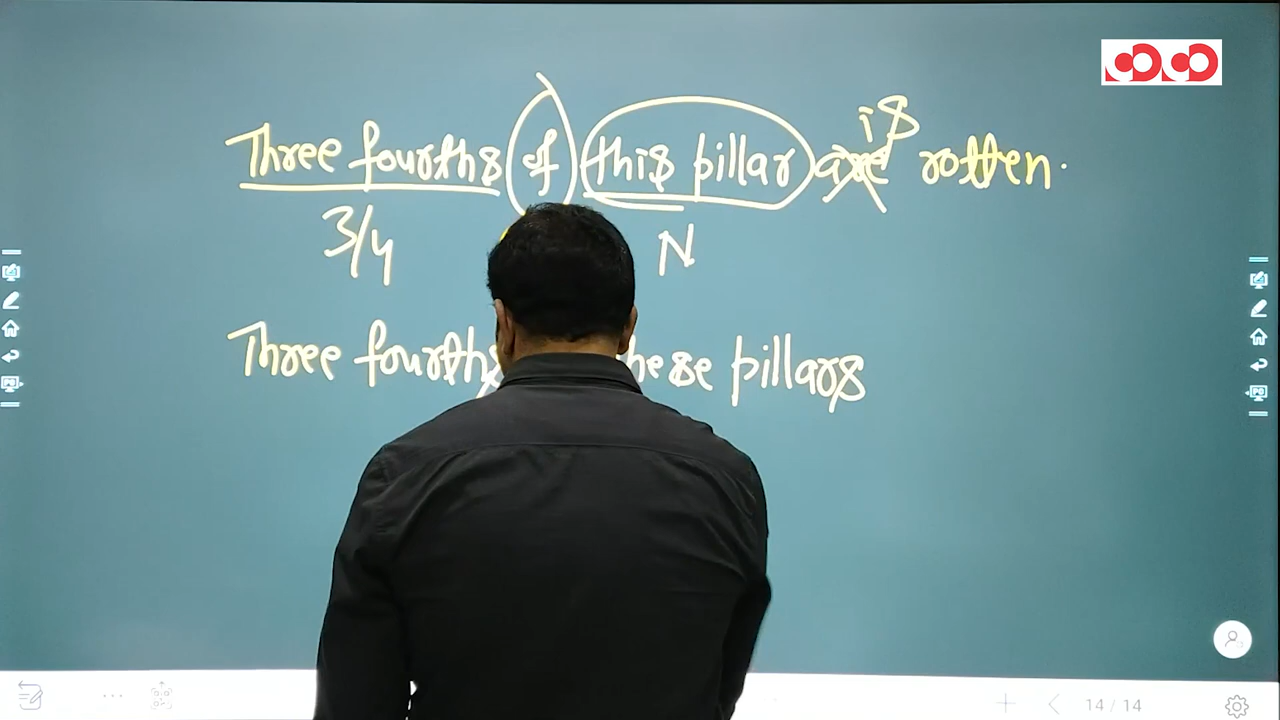 is
Three fourths of this pillar are rotten.
3/4 N
Three fourths these pillars
14/14